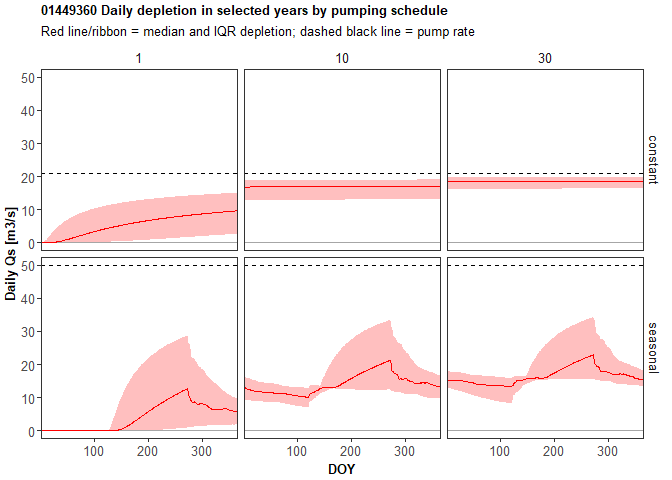 01449360 Daily depletion in selected years by pumping schedule
Red line/ribbon = median and IQR depletion; dashed black line = pump rate
1 10 30
50
40
30
20
10
0
constant
50
40
30
20
10
0
seasonal
Daily Qs [m3/s]
100 200 300 100 200 300 100 200 300
DOY